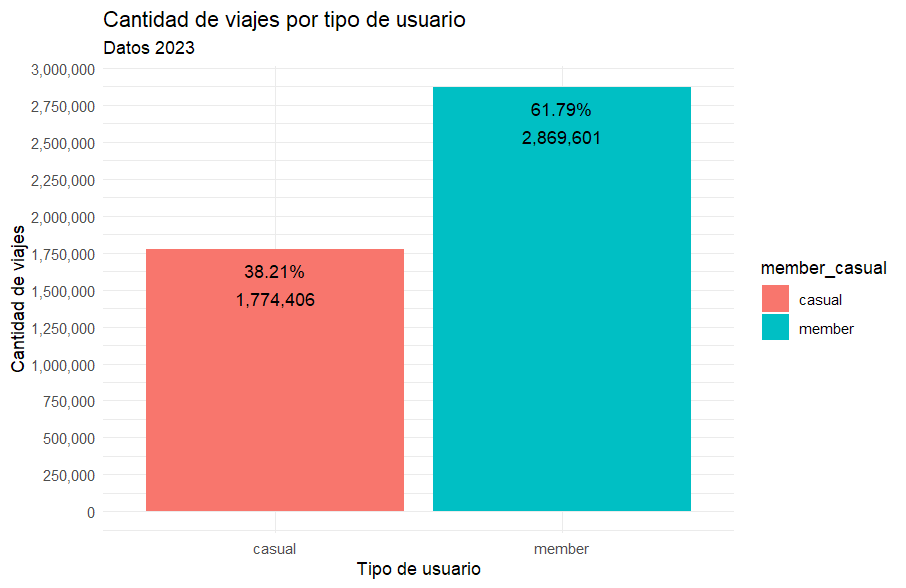 Cantidad de viajes por tipo de usuario
Datos 2023
Cantidad de viajes
3,000,000
2,750,000
2,500,000
2,250,000
2,000,000
1,750,000
1,500,000
1,250,000
1,000,000
750,000
500,000
250,000
0
38.21%
1,774,406
61.79%
2,869,601
casual
member
Tipo de usuario
member_casual
casual
member